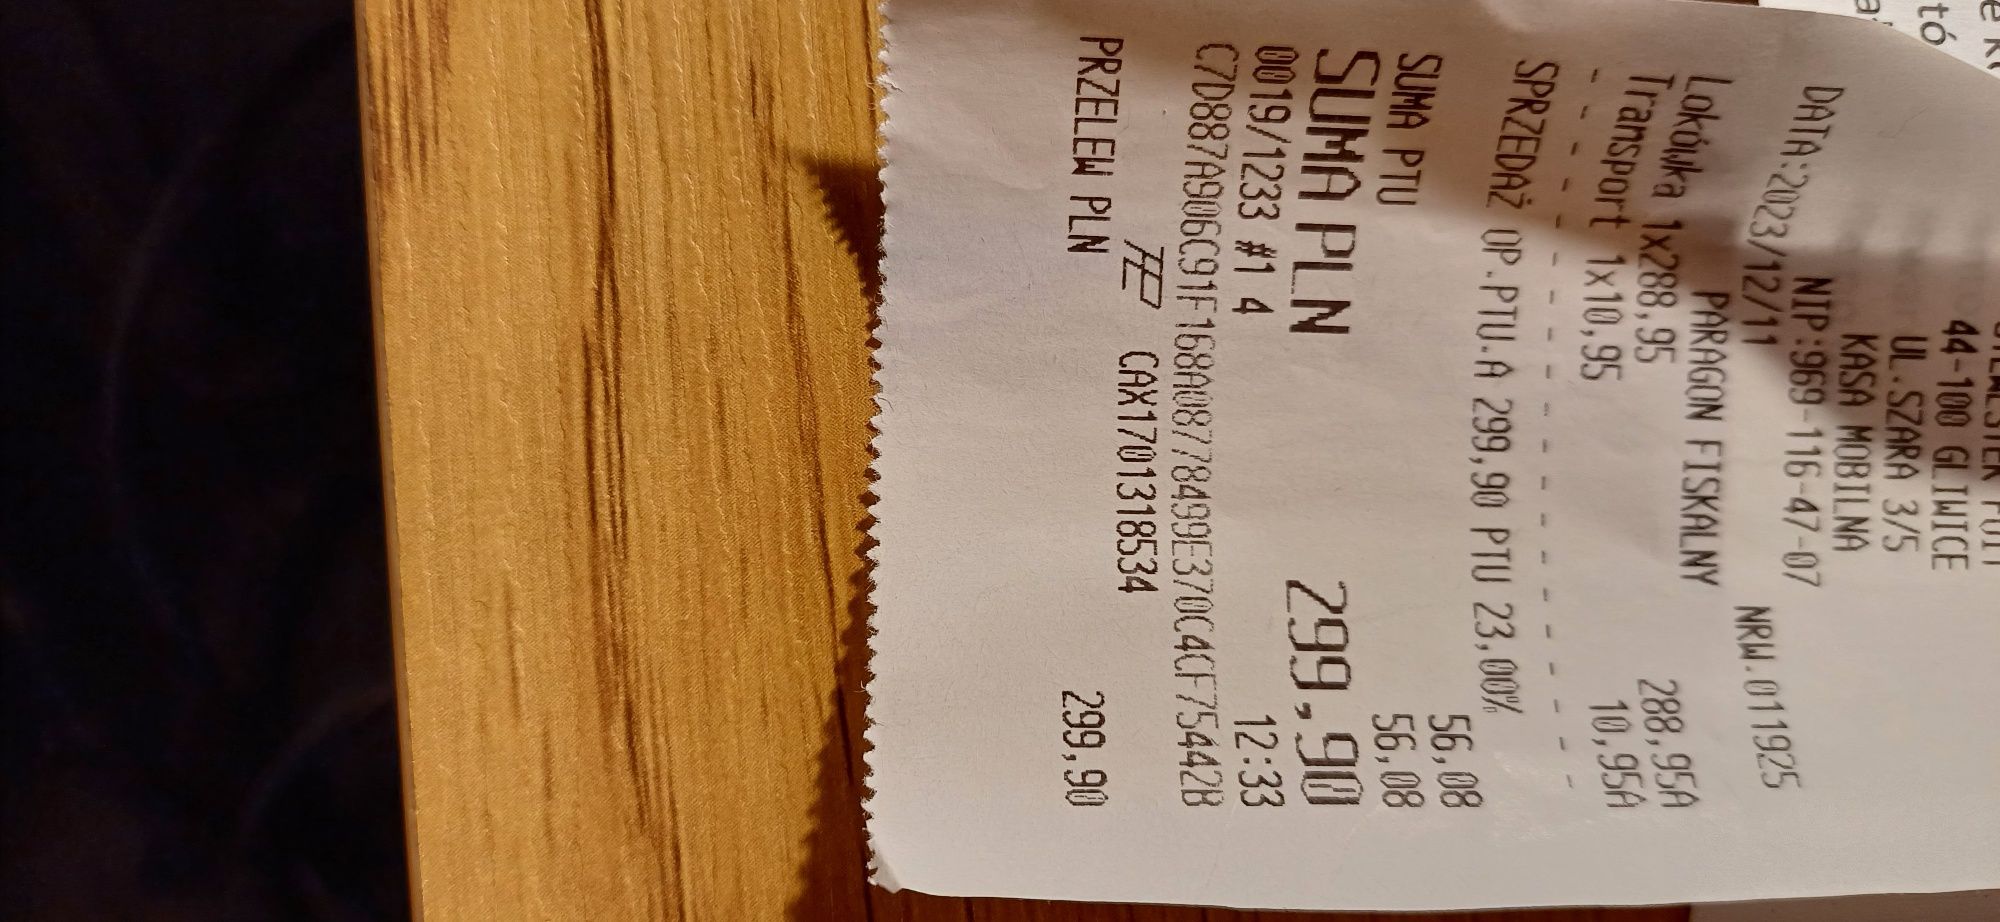 44-100 GLIWICE
UL.SZARA 3/5
KASA MOBILNA
NIP:969-116-47-07
DATA:2023/12/11 NRW.011925
PARAGON FISKALNY
Lokówka 1x288,95 288,95A
Transport 1x10,95 10,95A
- - - - - - - - - - - - - - - - - -
SPRZEDAŻ OP.PTU.A 299,90 PTU 23,00% 56,08
SUMA PTU 56,08
SUMA PLN 299,90
0019/1233 #1 4 12:33
C7D887A906C91F168A08778499E370C4CF75442B
CAX1701318534
PRZELEW PLN 299,90